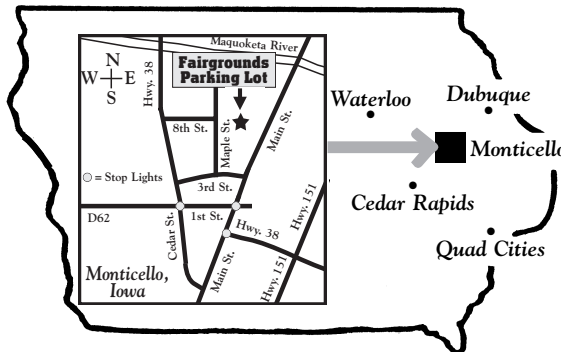 Maquoketa River
N
W E
S
Hwy. 38
Fairgrounds
Parking Lot
8th St.
Maple St.
Main St.
= Stop Lights
3rd St.
D62
1st St.
Cedar St.
Hwy. 38
Hwy. 151
Main St.
Hwy. 151
Monticello,
Iowa
Waterloo
Dubuque
Monticello
Cedar Rapids
Quad Cities